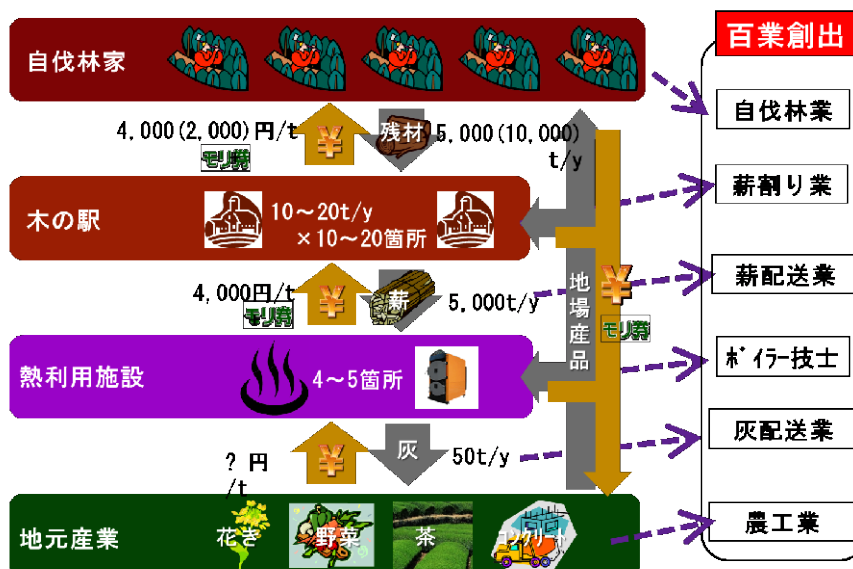 百業創出
自伐林家
4,000(2,000)円/t
モリ券
¥
残材
5,000(10,000)
t/y
自伐林業
木の駅
10～20t/y
×10～20箇所
薪割り業
4,000円/t
モリ券
¥
薪
5,000t/y
地場産品
¥
モリ券
薪配送業
熱利用施設
4～5箇所
ﾎﾞｲﾗｰ技士
? 円
/t
¥
灰
50t/y
灰配送業
地元産業
花き
野菜
茶
コンクリート
農工業